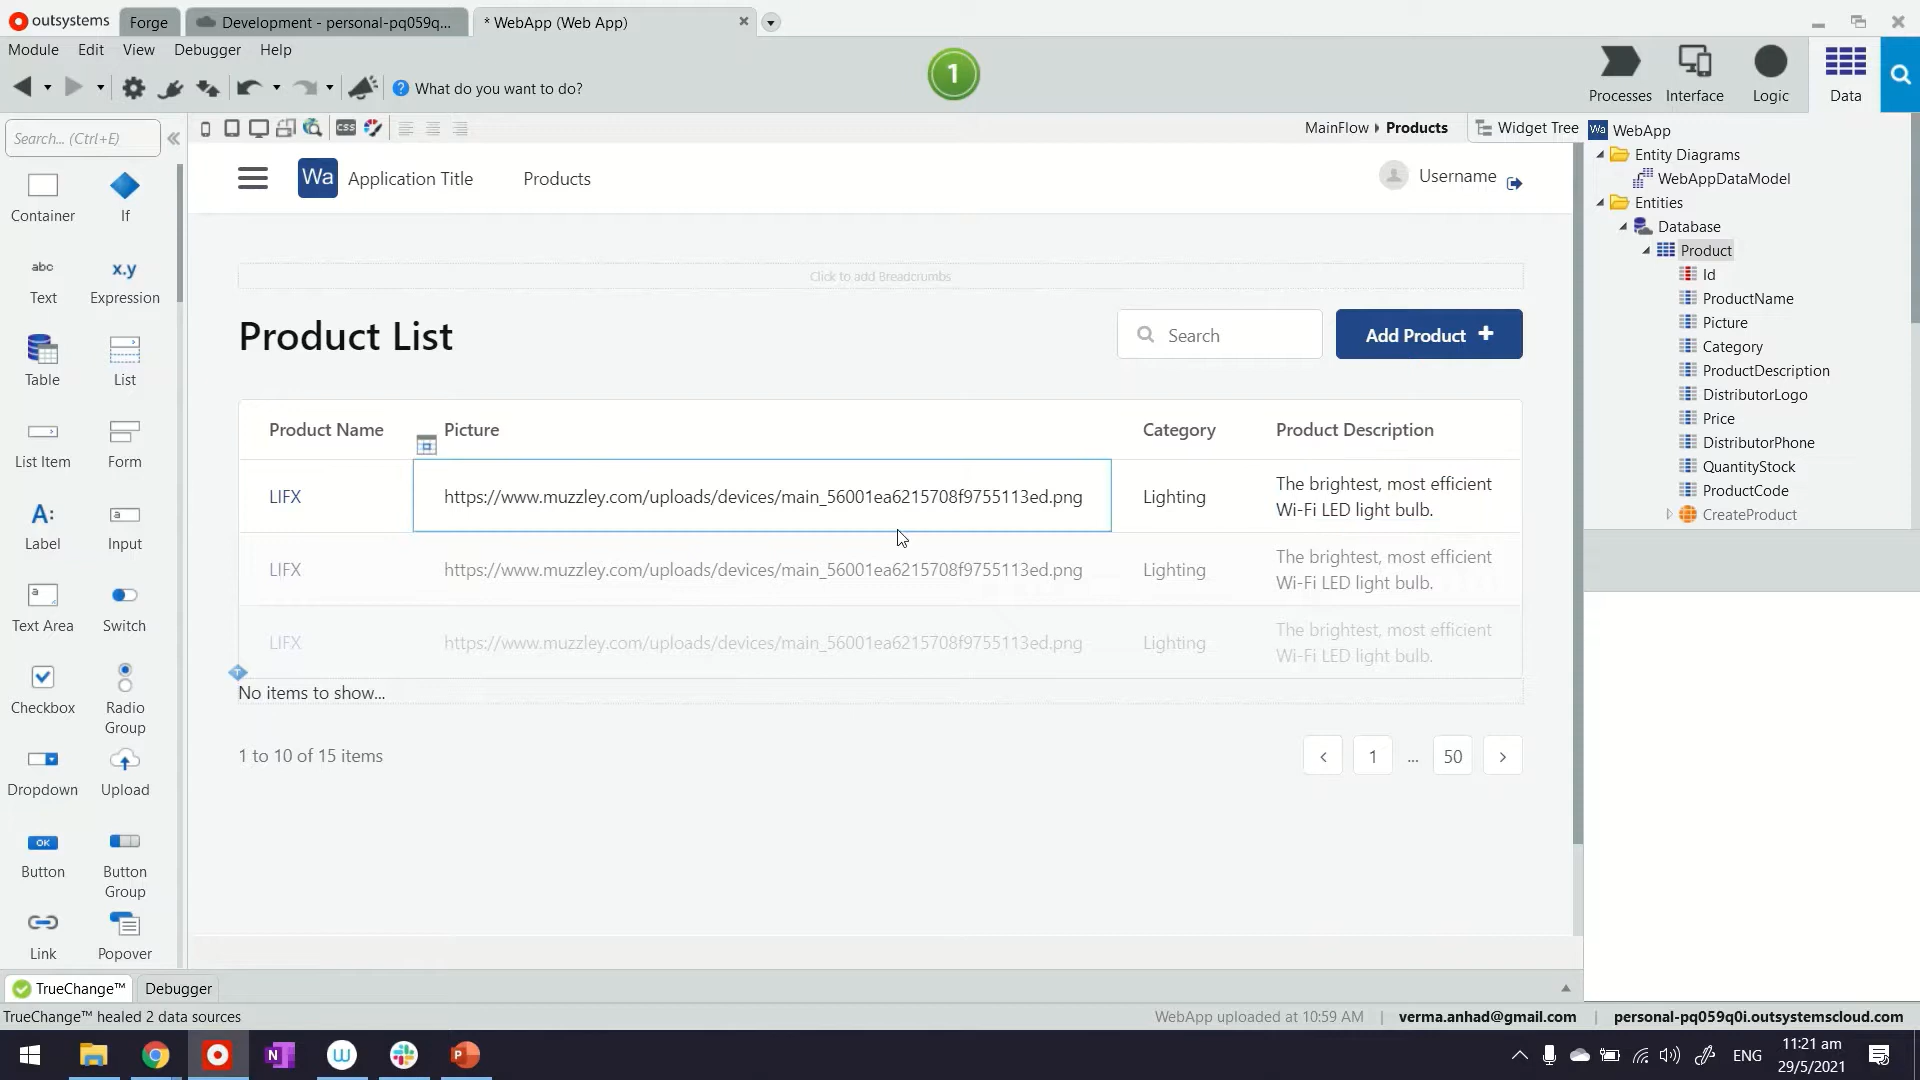 outsystems
Forge
Development - personal-pq059q...
* WebApp (Web App)
Module
Edit
View
Debugger
Help
What do you want to do?
1
Processes
Interface
Logic
Data
Search... (Ctrl+E)
css
MainFlow
Products
Widget Tree
Wa
WebApp
Entity Diagrams
WebAppDataModel
Entities
Database
Product
Id
ProductName
Picture
Category
ProductDescription
DistributorLogo
Price
DistributorPhone
QuantityStock
ProductCode
CreateProduct
Container
If
abc
Text
x.y
Expression
Table
List
List Item
Form
A:
Label
a
Input
a
Text Area
Switch
Checkbox
Radio
Group
Dropdown
Upload
OK
Button
Button
Group
Link
Popover
Wa
Application Title
Products
Username
Click to add Breadcrumbs
Product List
Search
Add Product +
Product Name
Picture
Category
Product Description
LIFX
https://www.muzzley.com/uploads/devices/main_56001ea6215708f9755113ed.png
Lighting
The brightest, most efficient
Wi-Fi LED light bulb.
LIFX
https://www.muzzley.com/uploads/devices/main_56001ea6215708f9755113ed.png
Lighting
The brightest, most efficient
Wi-Fi LED light bulb.
LIFX
https://www.muzzley.com/uploads/devices/main_56001ea6215708f9755113ed.png
Lighting
The brightest, most efficient
Wi-Fi LED light bulb.
No items to show...
1 to 10 of 15 items
1
...
50
TrueChange™
Debugger
TrueChange™ healed 2 data sources
WebApp uploaded at 10:59 AM
verma.anhad@gmail.com
personal-pq059q0i.outsystemscloud.com
ENG
11:21 am
29/5/2021